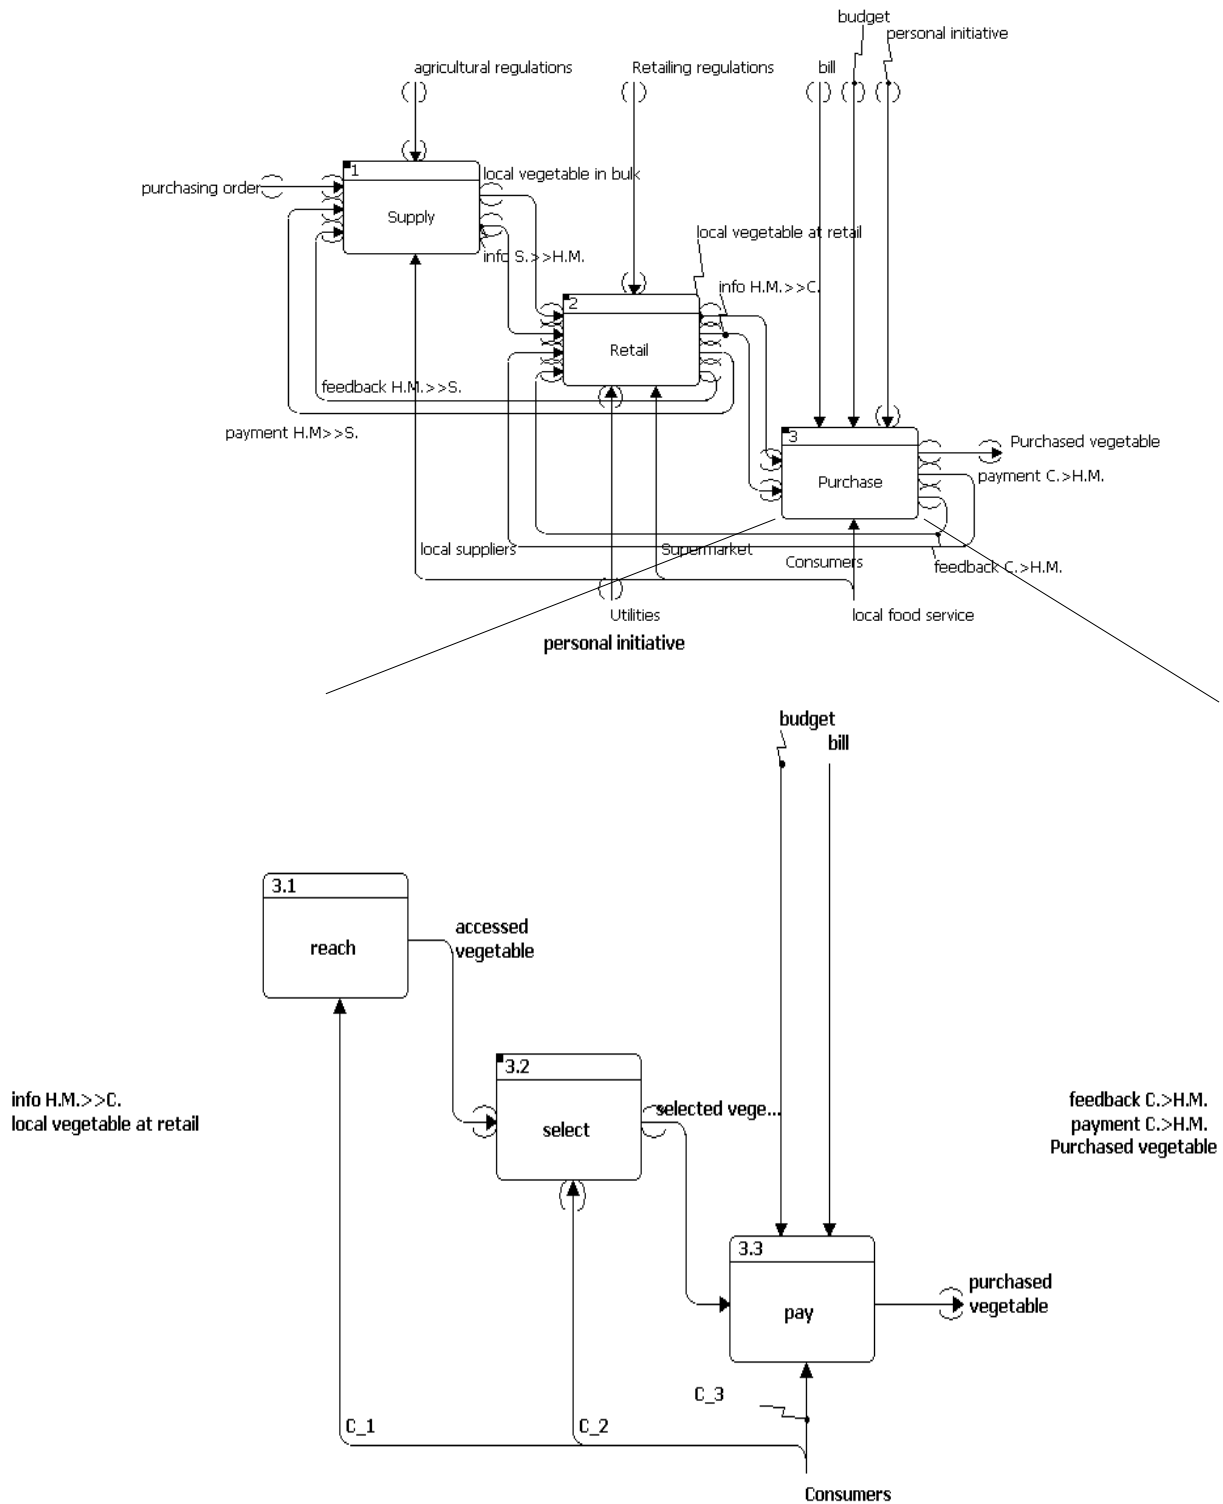 budget
personal initiative
agricultural regulations
Retailing regulations
bill
1
local vegetable in bulk
purchasing order
Supply
local vegetable at retail
info S.>>H.M.
info H.M.>>C.
2
Retail
feedback H.M.>>S.
payment H.M>>S.
3
Purchased vegetable
payment C.>H.M.
Purchase
local suppliers
Supermarket
Consumers
feedback C.>H.M.
Utilities
local food service
personal initiative
budget
bill
3.1
accessed
vegetable
reach
3.2
info H.M.>>C.
local vegetable at retail
selected vege...
feedback C.>H.M.
payment C.>H.M.
Purchased vegetable
select
3.3
purchased
vegetable
pay
C_3
C_1
C_2
Consumers